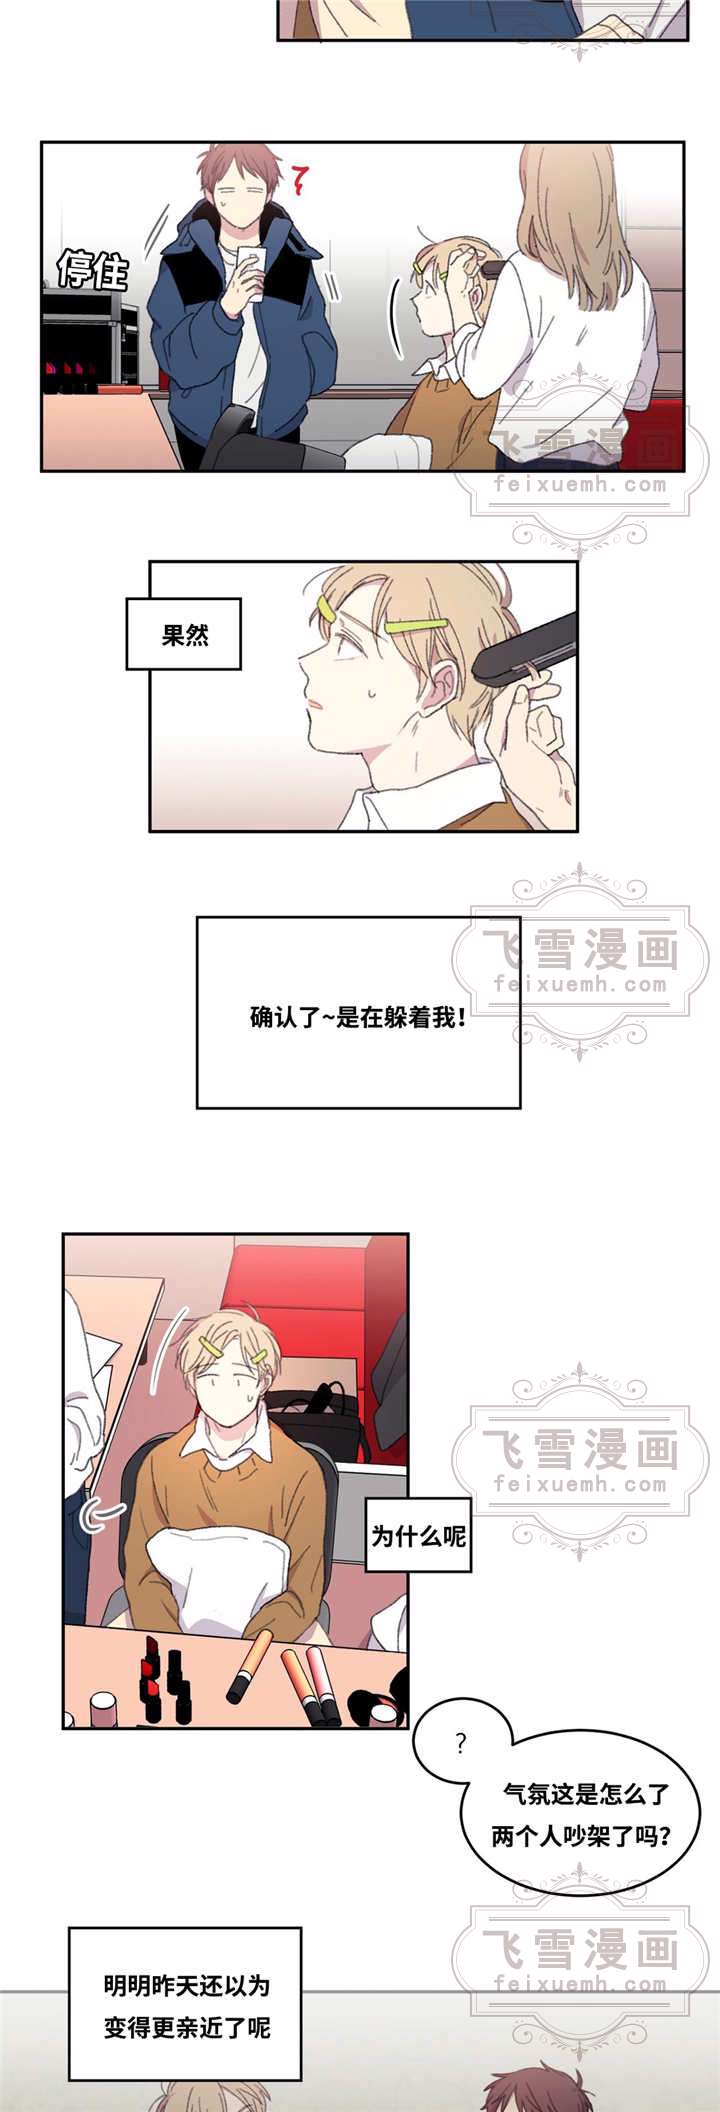 停住
飞雪漫画
feixuemh.com
果然
飞雪漫画
feixuemh.com
确认了~是在躲着我!
飞雪漫画
feixuemh.com
为什么呢
?
气氛这是怎么了
两个人吵架了吗?
飞雪漫画
feixuemh.com
明明昨天还以为
变得更亲近了呢